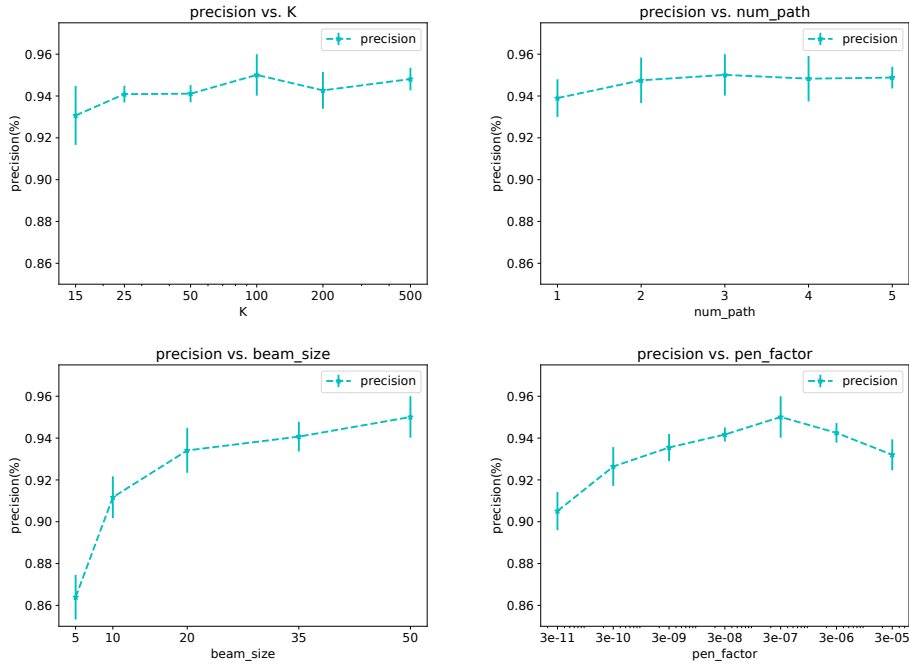 precision vs. K
precision
precision(%)
0.96
0.94
0.92
0.90
0.88
0.86
15 25 50 100 200 500
K
precision vs. num_path
precision
precision(%)
0.96
0.94
0.92
0.90
0.88
0.86
1 2 3 4 5
num_path
precision vs. beam_size
precision
precision(%)
0.96
0.94
0.92
0.90
0.88
0.86
5 10 20 35 50
beam_size
precision vs. pen_factor
precision
precision(%)
0.96
0.94
0.92
0.90
0.88
0.86
3e-11 3e-10 3e-09 3e-08 3e-07 3e-06 3e-05
pen_factor